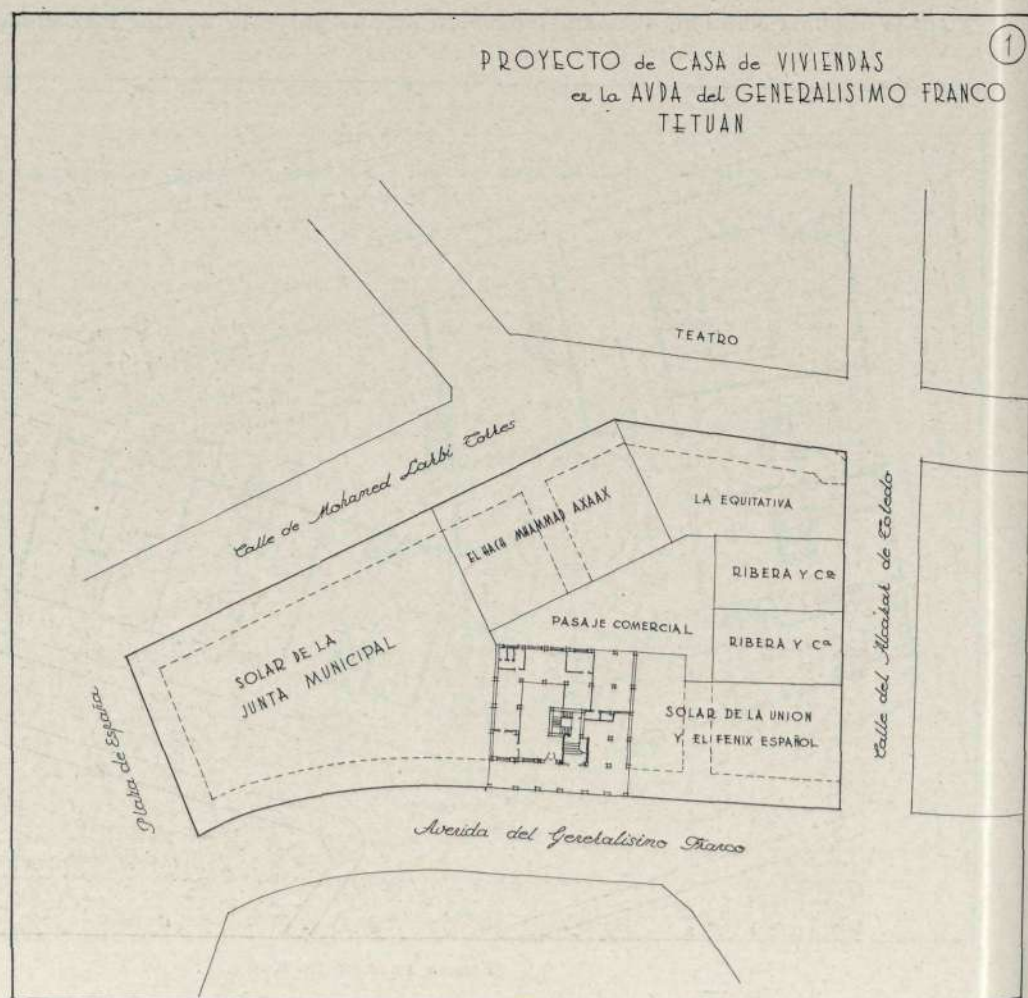 1
PROYECTO de CASA de VIVIENDAS
en la AVDA del GENERALISIMO FRANCO
TETUAN
TEATRO
Calle de Mohamed Larbi Torres
EL HACH MHAMMAD AXAAX
LA EQUITATIVA
RIBERA Y Cª
PASAJE COMERCIAL
RIBERA Y Cª
SOLAR DE LA
JUNTA MUNICIPAL
SOLAR DE LA UNION
Y EL FENIX ESPAÑOL
Calle del Alcázar de Toledo
Plaza de España
Avenida del Generalisimo Franco